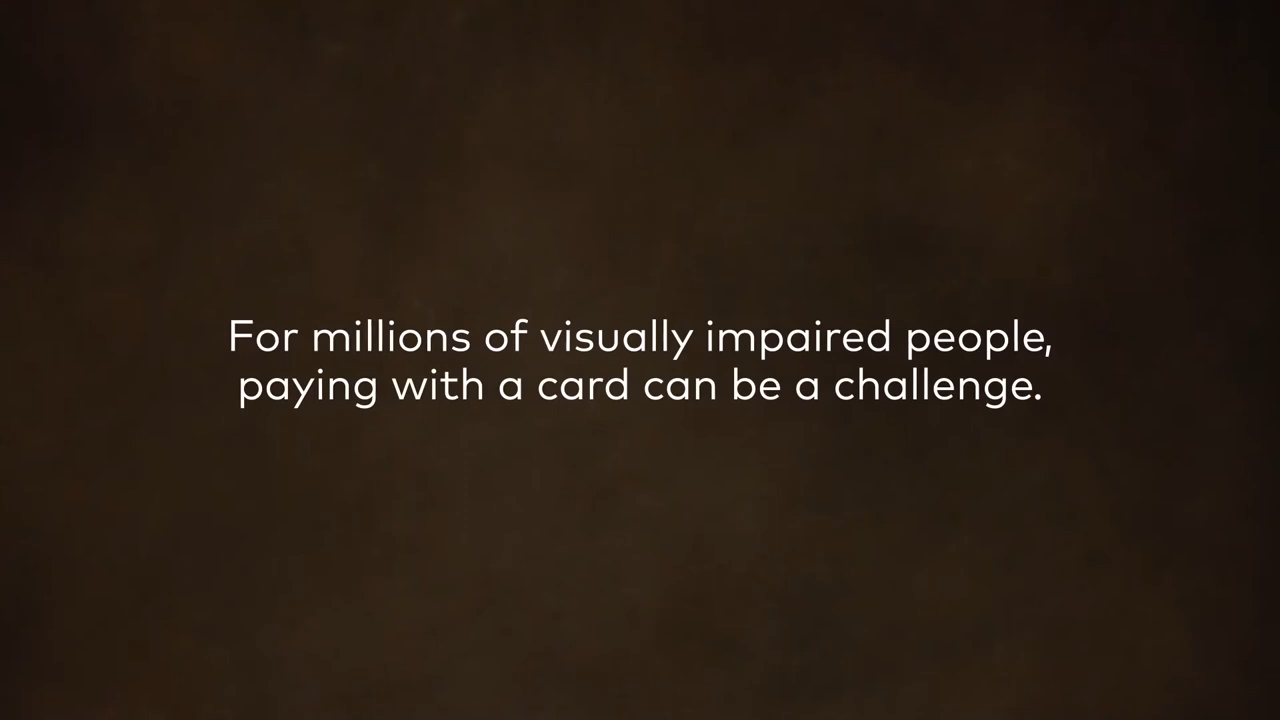 For millions of visually impaired people,
paying with a card can be a challenge.